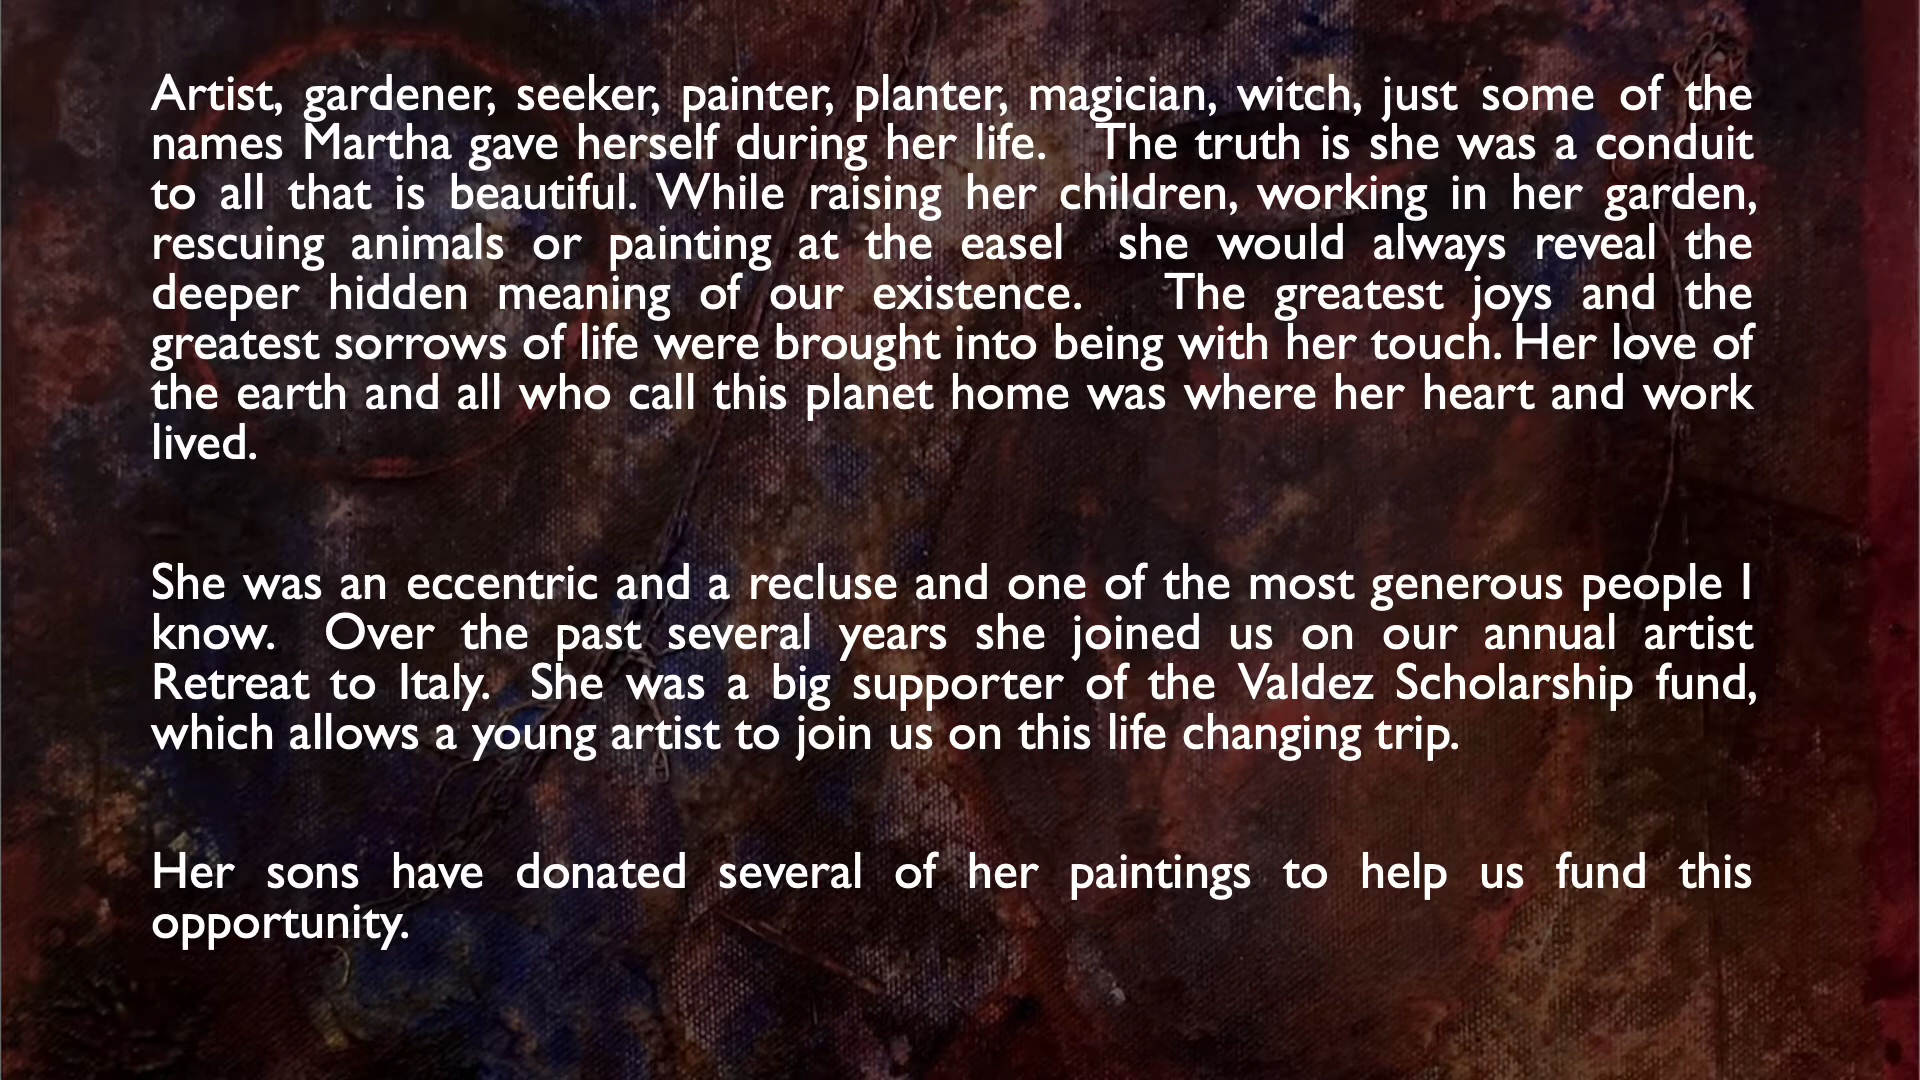 Artist, gardener, seeker, painter, planter, magician, witch, just some of the
names Martha gave herself during her life.   The truth is she was a conduit
to all that is beautiful. While raising her children, working in her garden,
rescuing animals or painting at the easel  she would always reveal the
deeper hidden meaning of our existence.   The greatest joys and the
greatest sorrows of life were brought into being with her touch. Her love of
the earth and all who call this planet home was where her heart and work
lived.
She was an eccentric and a recluse and one of the most generous people I
know.  Over the past several years she joined us on our annual artist
Retreat to Italy.  She was a big supporter of the Valdez Scholarship fund,
which allows a young artist to join us on this life changing trip.
Her sons have donated several of her paintings to help us fund this
opportunity.